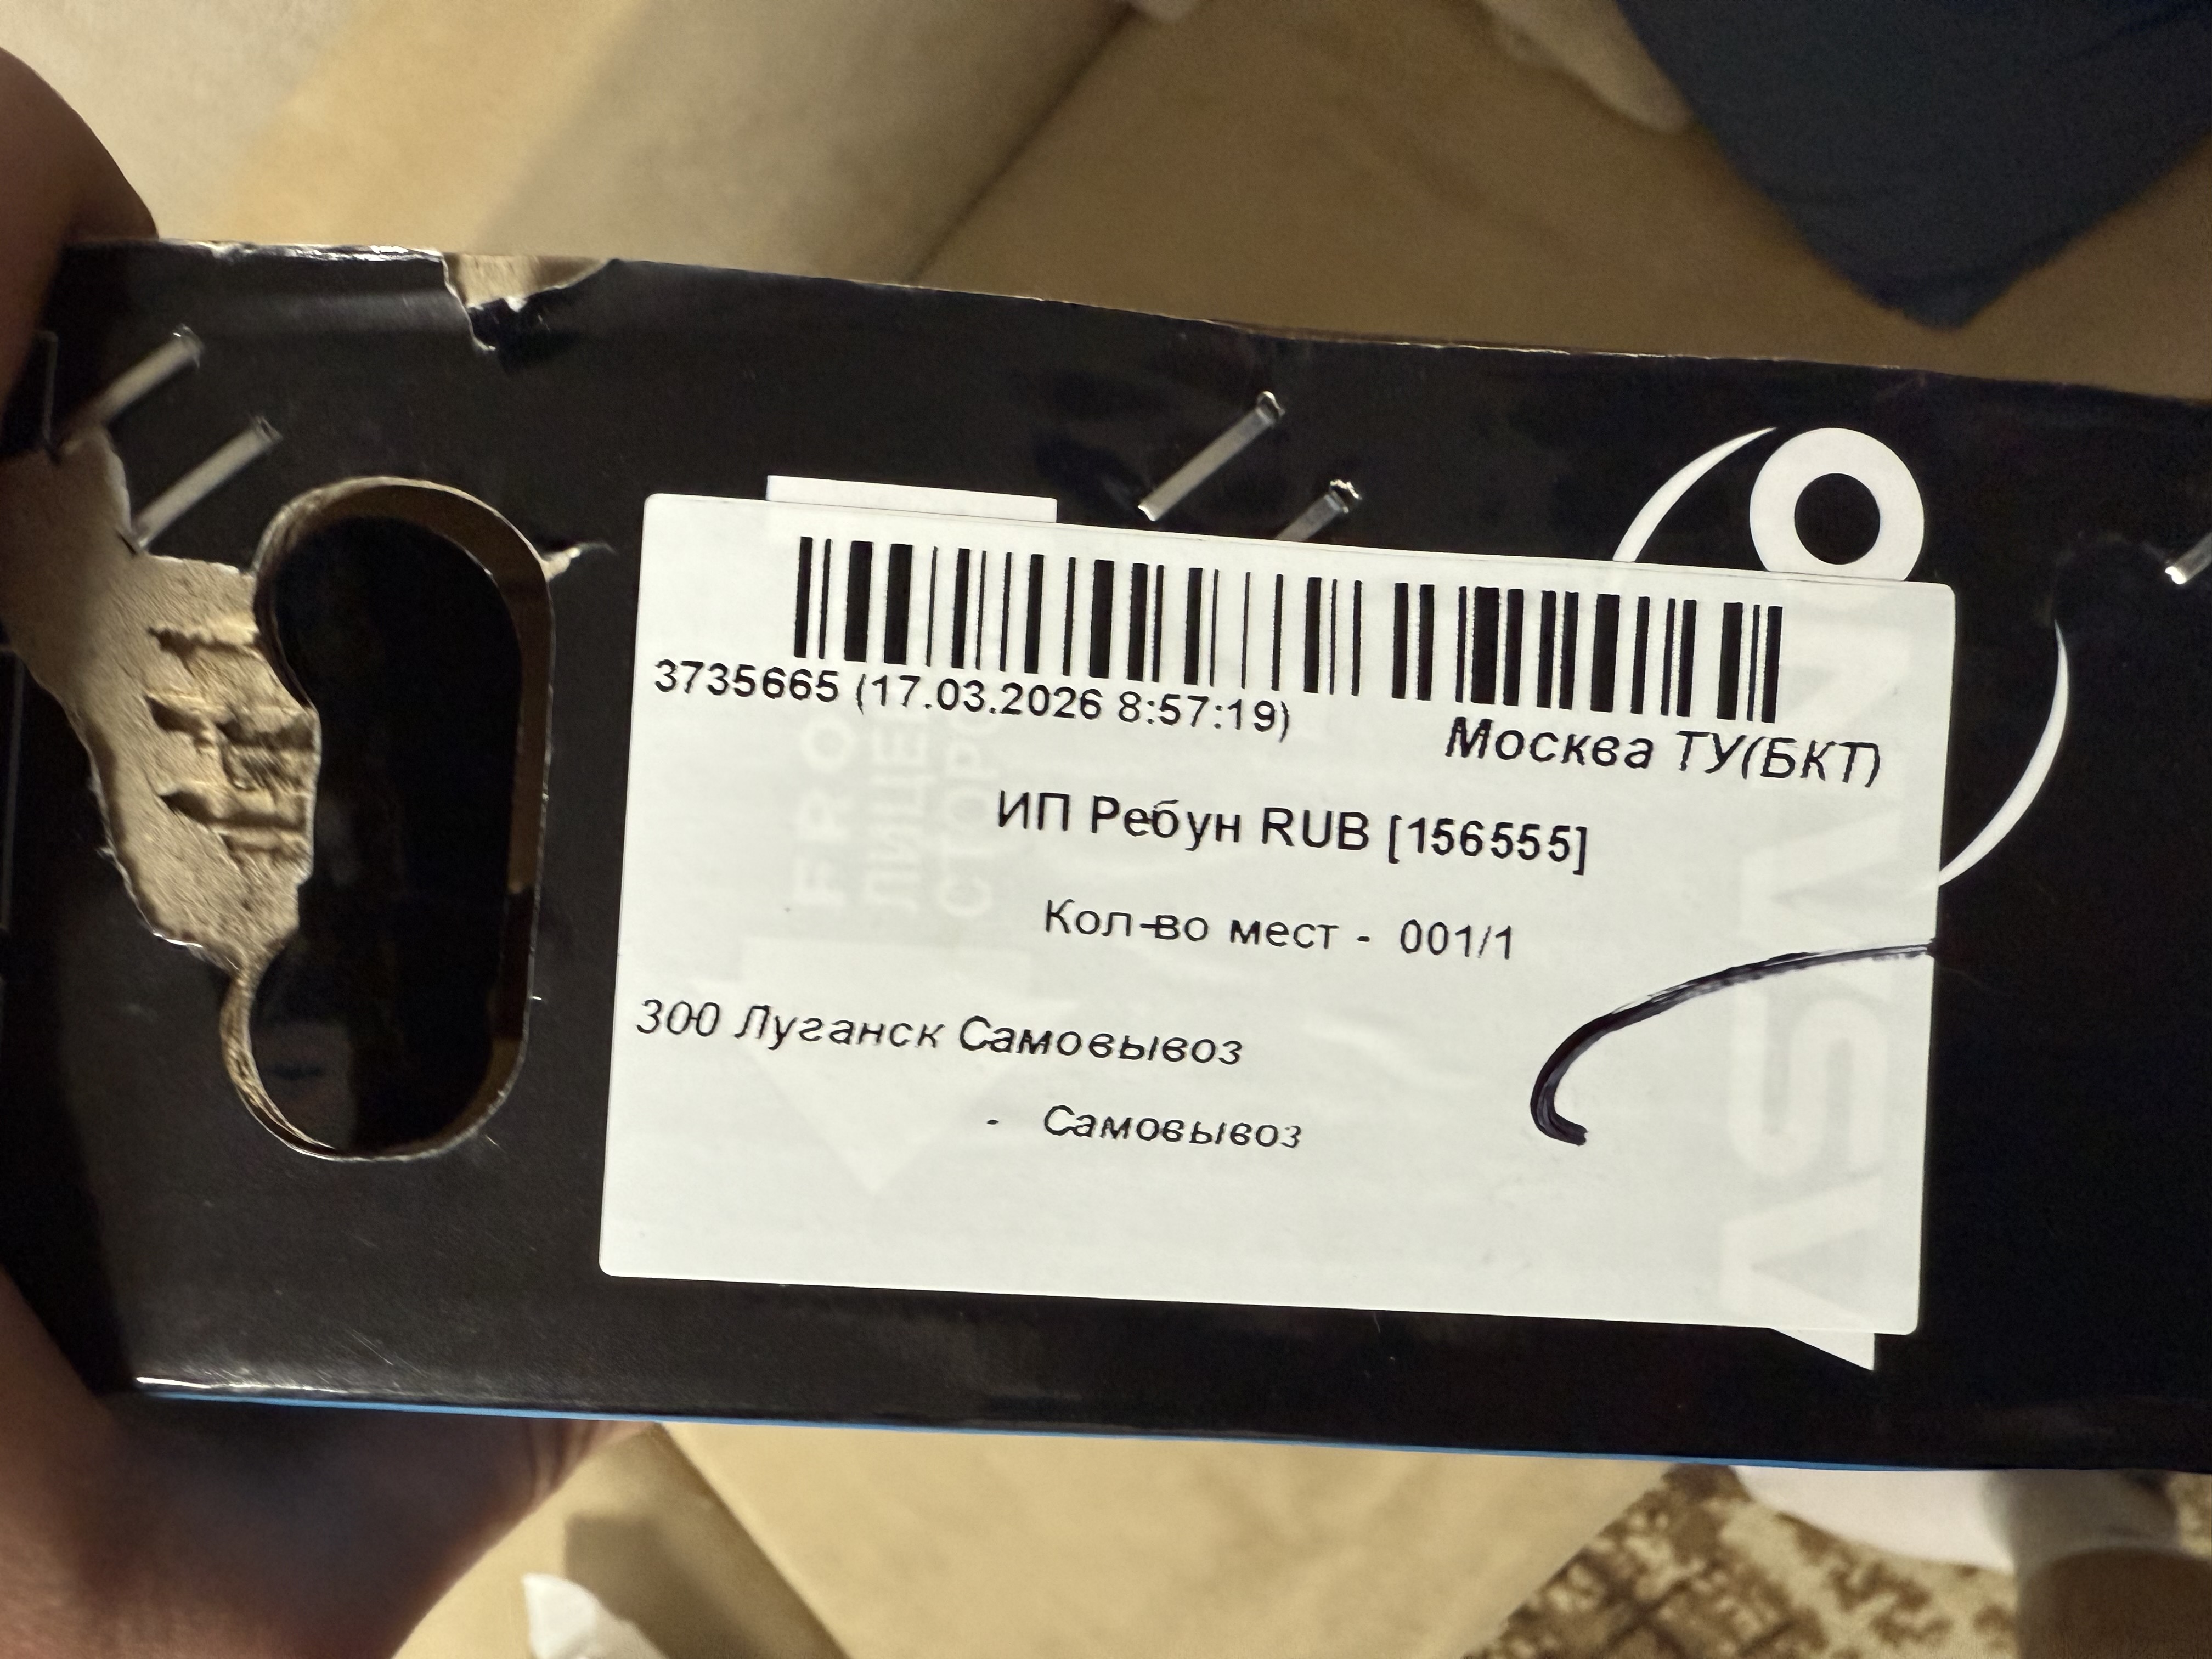 3735665 (17.03.2026 8:57:19)
Москва ТУ(БКТ)
ИП Ребун RUB [156555]
Кол-во мест - 001/1
300 Луганск Самовывоз
- Самовывоз